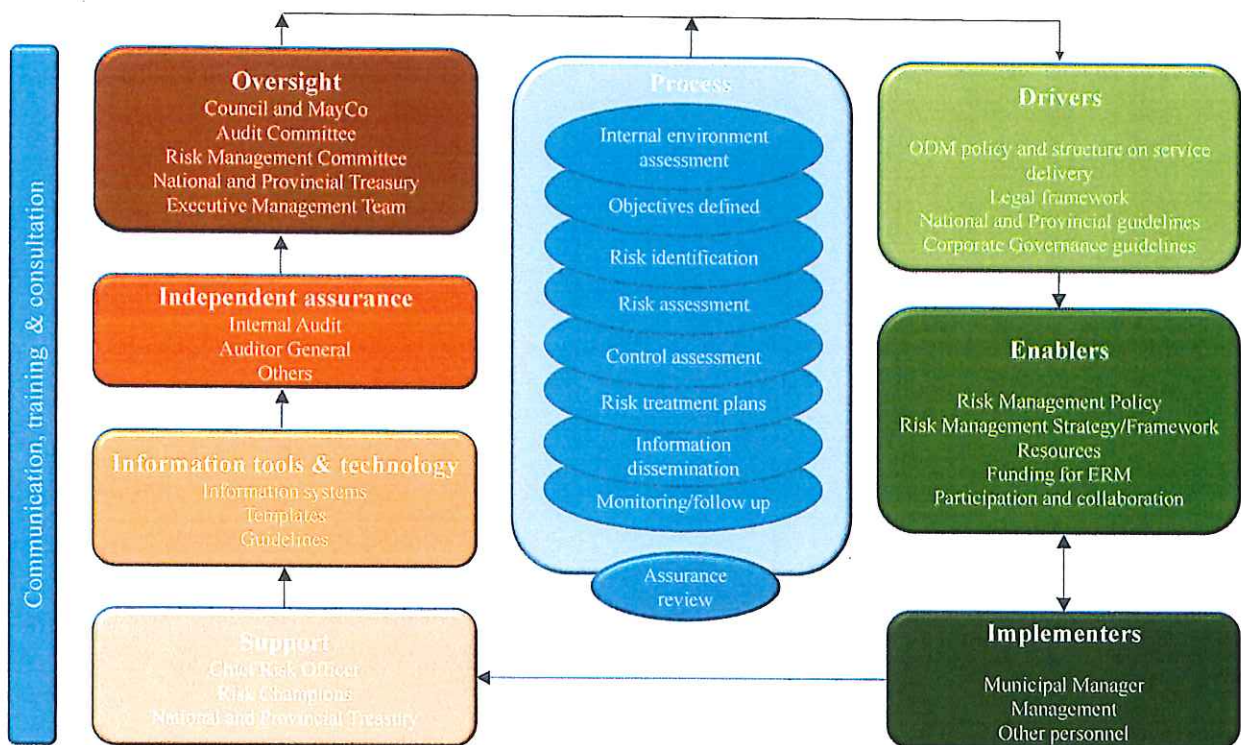 Communication, training & consultation
Oversight
Council and MayCo
Audit Committee
Risk Management Committee
National and Provincial Treasury
Executive Management Team
Independent assurance
Internal Audit
Auditor General
Others
Information tools & technology
Information systems
Templates
Guidelines
Support
Chief Risk Officer
Risk Champions
National and Provincial Treasury
Process
Internal environment
assessment
Objectives defined
Risk identification
Risk assessment
Control assessment
Risk treatment plans
Information
dissemination
Monitoring/follow up
Assurance
review
Drivers
ODM policy and structure on service
delivery
Legal framework
National and Provincial guidelines
Corporate Governance guidelines
Enablers
Risk Management Policy
Risk Management Strategy/Framework
Resources
Funding for ERM
Participation and collaboration
Implementers
Municipal Manager
Management
Other personnel